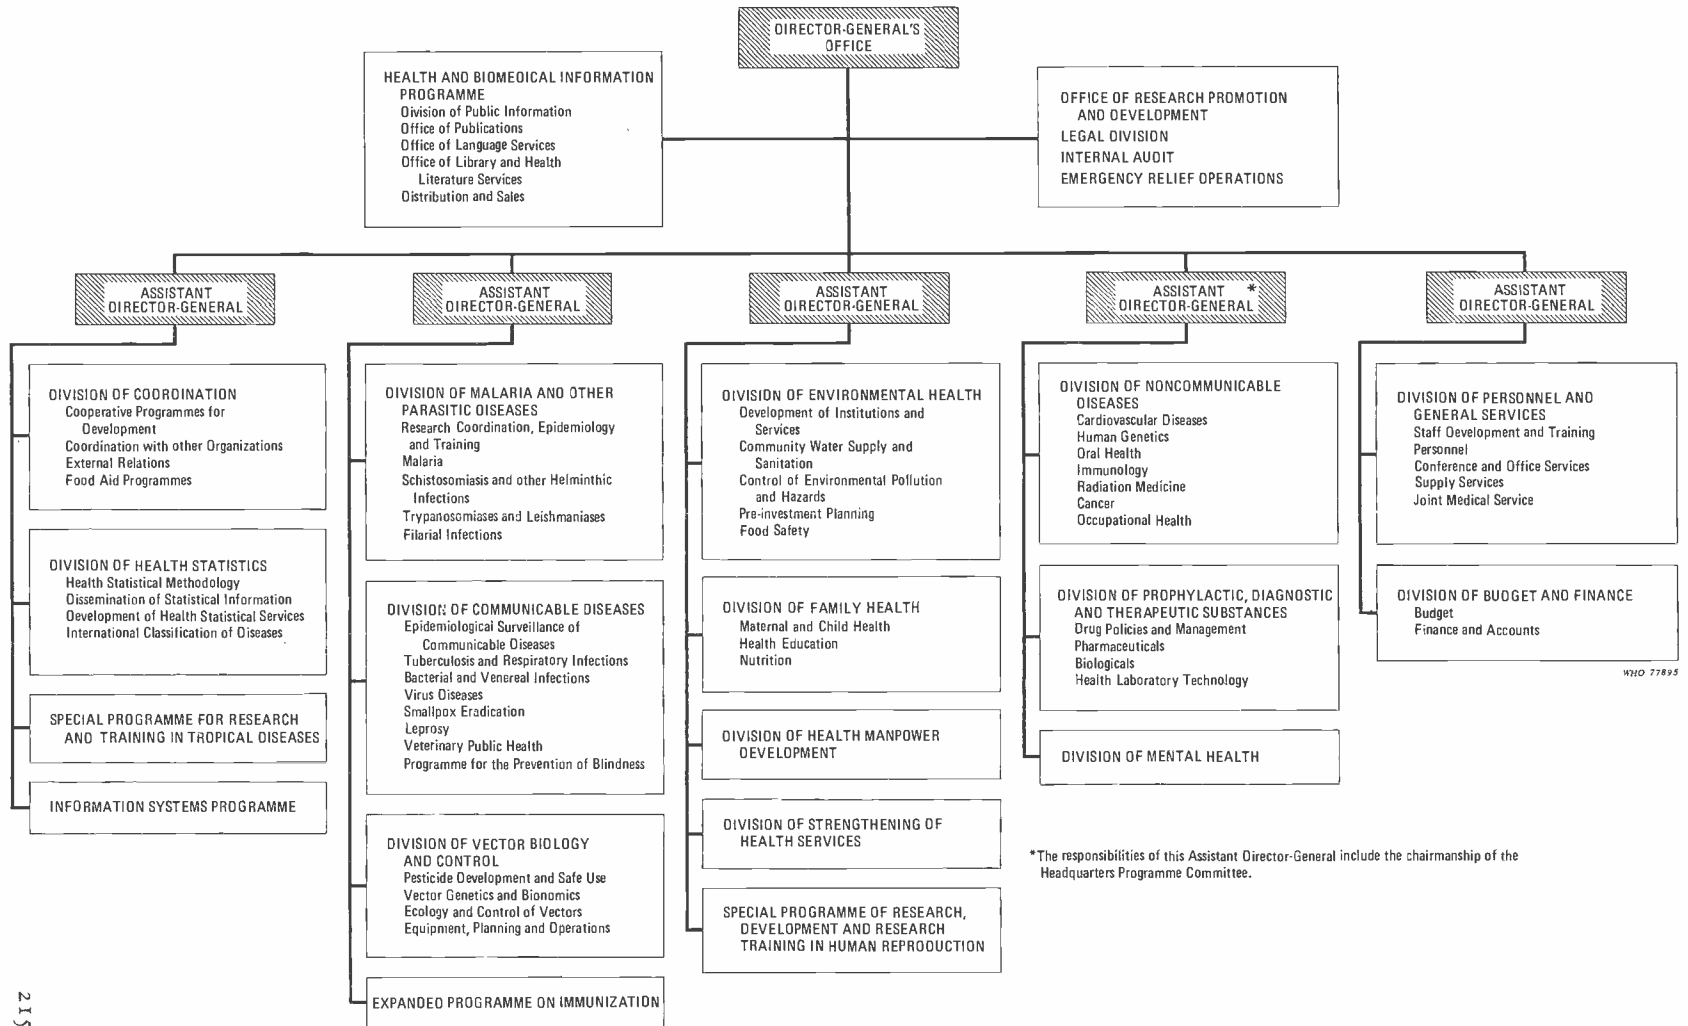 DIRECTOR-GENERAL'S
OFFICE
HEALTH AND BIOMEDICAL INFORMATION
PROGRAMME
Division of Public Information
Office of Publications
Office of Language Services
Office of Library and Health
Literature Services
Distribution and Sales
OFFICE OF RESEARCH PROMOTION
AND DEVELOPMENT
LEGAL DIVISION
INTERNAL AUDIT
EMERGENCY RELIEF OPERATIONS
ASSISTANT
DIRECTOR-GENERAL
DIVISION OF COORDINATION
Cooperative Programmes for
Development
Coordination with other Organizations
External Relations
Food Aid Programmes
DIVISION OF HEALTH STATISTICS
Health Statistical Methodology
Dissemination of Statistical Information
Development of Health Statistical Services
International Classification of Diseases
SPECIAL PROGRAMME FOR RESEARCH
AND TRAINING IN TROPICAL DISEASES
INFORMATION SYSTEMS PROGRAMME
ASSISTANT
DIRECTOR-GENERAL
DIVISION OF MALARIA AND OTHER
PARASITIC DISEASES
Research Coordination, Epidemiology
and Training
Malaria
Schistosomiasis and other Helminthic
Infections
Trypanosomiases and Leishmaniases
Filarial Infections
DIVISION OF COMMUNICABLE DISEASES
Epidemiological Surveillance of
Communicable Diseases
Tuberculosis and Respiratory Infections
Bacterial and Venereal Infections
Virus Diseases
Smallpox Eradication
Leprosy
Veterinary Public Health
Programme for the Prevention of Blindness
DIVISION OF VECTOR BIOLOGY
AND CONTROL
Pesticide Development and Safe Use
Vector Genetics and Bionomics
Ecology and Control of Vectors
Equipment, Planning and Operations
EXPANDED PROGRAMME ON IMMUNIZATION
ASSISTANT
DIRECTOR-GENERAL
DIVISION OF ENVIRONMENTAL HEALTH
Development of Institutions and
Services
Community Water Supply and
Sanitation
Control of Environmental Pollution
and Hazards
Pre-investment Planning
Food Safety
DIVISION OF FAMILY HEALTH
Maternal and Child Health
Health Education
Nutrition
DIVISION OF HEALTH MANPOWER
DEVELOPMENT
DIVISION OF STRENGTHENING OF
HEALTH SERVICES
SPECIAL PROGRAMME OF RESEARCH,
DEVELOPMENT AND RESEARCH
TRAINING IN HUMAN REPRODUCTION
ASSISTANT *
DIRECTOR-GENERAL
DIVISION OF NONCOMMUNICABLE
DISEASES
Cardiovascular Diseases
Human Genetics
Oral Health
Immunology
Radiation Medicine
Cancer
Occupational Health
DIVISION OF PROPHYLACTIC, DIAGNOSTIC
AND THERAPEUTIC SUBSTANCES
Drug Policies and Management
Pharmaceuticals
Biologicals
Health Laboratory Technology
DIVISION OF MENTAL HEALTH
ASSISTANT
DIRECTOR-GENERAL
DIVISION OF PERSONNEL AND
GENERAL SERVICES
Staff Development and Training
Personnel
Conference and Office Services
Supply Services
Joint Medical Service
DIVISION OF BUDGET AND FINANCE
Budget
Finance and Accounts
WHO 77895
*The responsibilities of this Assistant Director-General include the chairmanship of the
Headquarters Programme Committee.
215